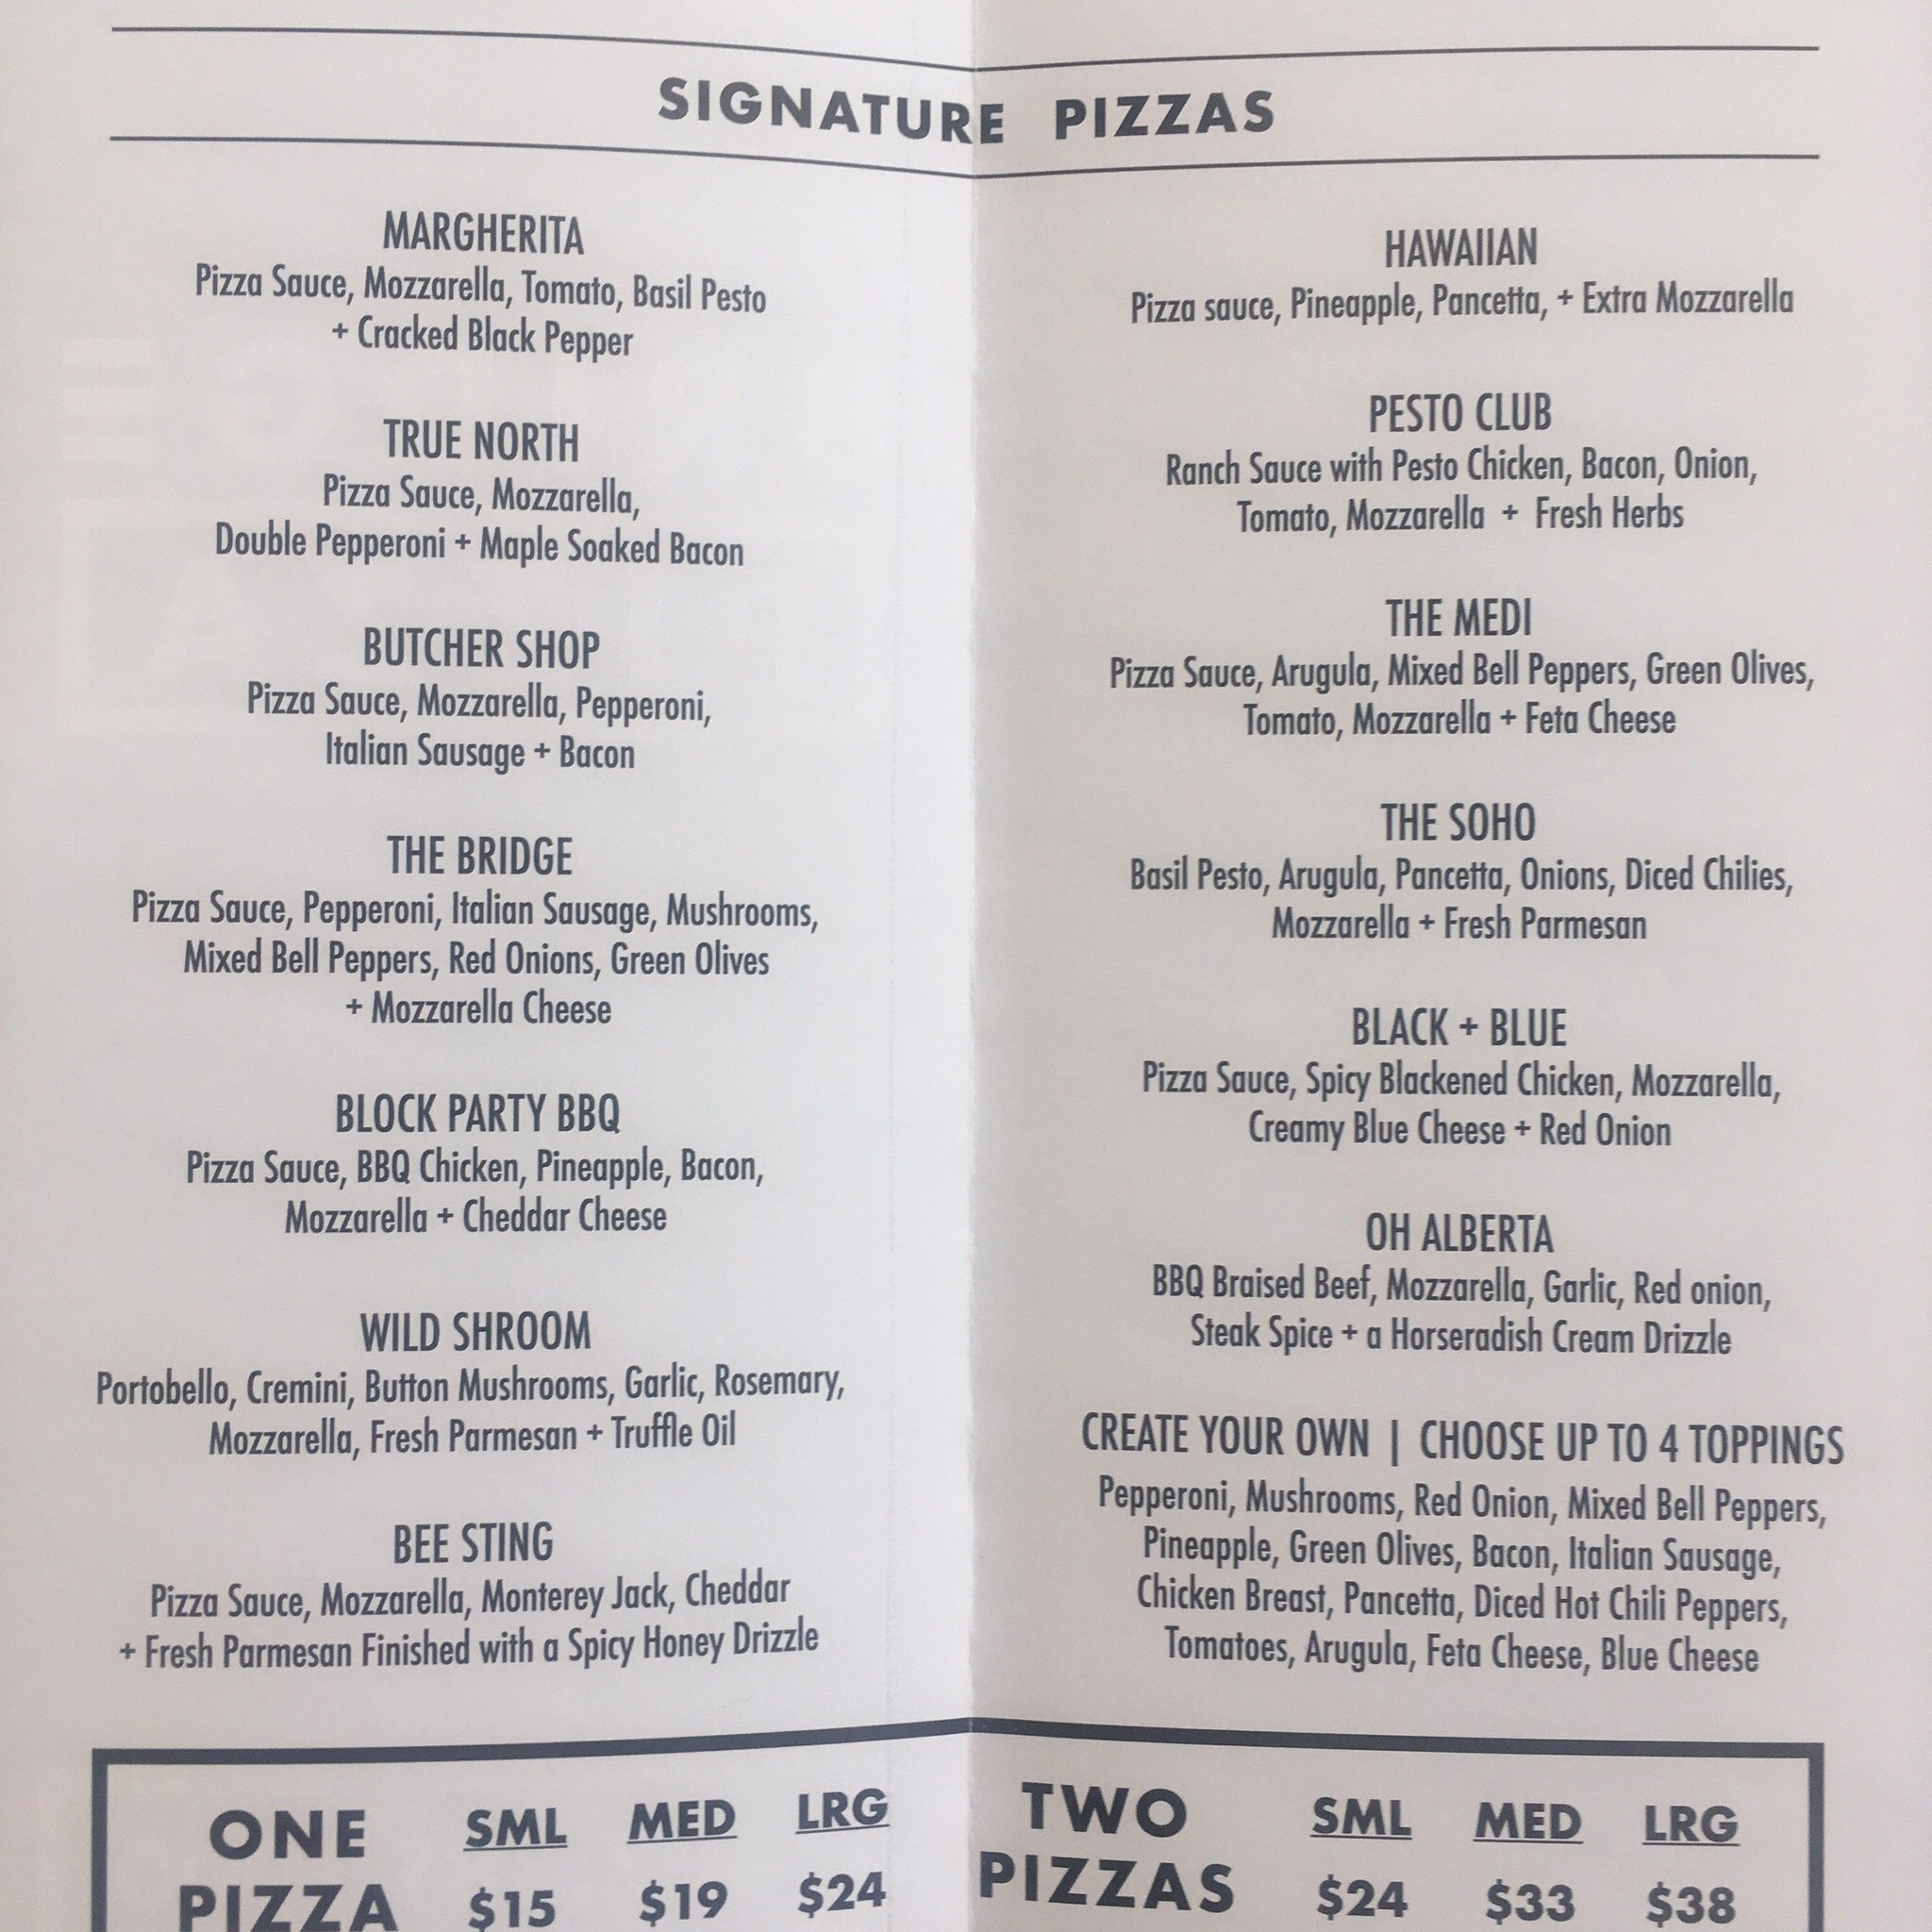 SIGNATURE PIZZAS
MARGHERITA
Pizza Sauce, Mozzarella, Tomato, Basil Pesto
+ Cracked Black Pepper
TRUE NORTH
Pizza Sauce, Mozzarella,
Double Pepperoni + Maple Soaked Bacon
BUTCHER SHOP
Pizza Sauce, Mozzarella, Pepperoni,
Italian Sausage + Bacon
THE BRIDGE
Pizza Sauce, Pepperoni, Italian Sausage, Mushrooms,
Mixed Bell Peppers, Red Onions, Green Olives
+ Mozzarella Cheese
BLOCK PARTY BBQ
Pizza Sauce, BBQ Chicken, Pineapple, Bacon,
Mozzarella + Cheddar Cheese
WILD SHROOM
Portobello, Cremini, Button Mushrooms, Garlic, Rosemary,
Mozzarella, Fresh Parmesan + Truffle Oil
BEE STING
Pizza Sauce, Mozzarella, Monterey Jack, Cheddar
+ Fresh Parmesan Finished with a Spicy Honey Drizzle
HAWAIIAN
Pizza sauce, Pineapple, Pancetta, + Extra Mozzarella
PESTO CLUB
Ranch Sauce with Pesto Chicken, Bacon, Onion,
Tomato, Mozzarella + Fresh Herbs
THE MEDI
Pizza Sauce, Arugula, Mixed Bell Peppers, Green Olives,
Tomato, Mozzarella + Feta Cheese
THE SOHO
Basil Pesto, Arugula, Pancetta, Onions, Diced Chilies,
Mozzarella + Fresh Parmesan
BLACK + BLUE
Pizza Sauce, Spicy Blackened Chicken, Mozzarella,
Creamy Blue Cheese + Red Onion
OH ALBERTA
BBQ Braised Beef, Mozzarella, Garlic, Red onion,
Steak Spice + a Horseradish Cream Drizzle
CREATE YOUR OWN | CHOOSE UP TO 4 TOPPINGS
Pepperoni, Mushrooms, Red Onion, Mixed Bell Peppers,
Pineapple, Green Olives, Bacon, Italian Sausage,
Chicken Breast, Pancetta, Diced Hot Chili Peppers,
Tomatoes, Arugula, Feta Cheese, Blue Cheese
ONE SML MED LRG
PIZZA $15 $19 $24
TWO SML MED LRG
PIZZAS $24 $33 $38